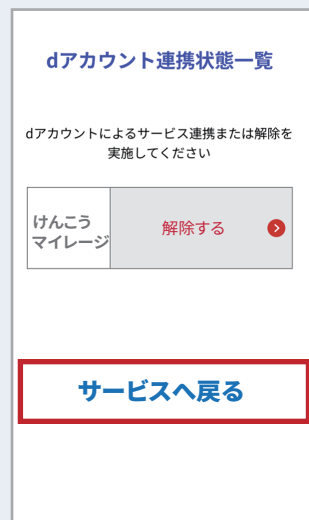 dアカウント連携状態一覧
dアカウントによるサービス連携または解除を
実施してください
けんこう
マイレージ
解除する
サービスへ戻る